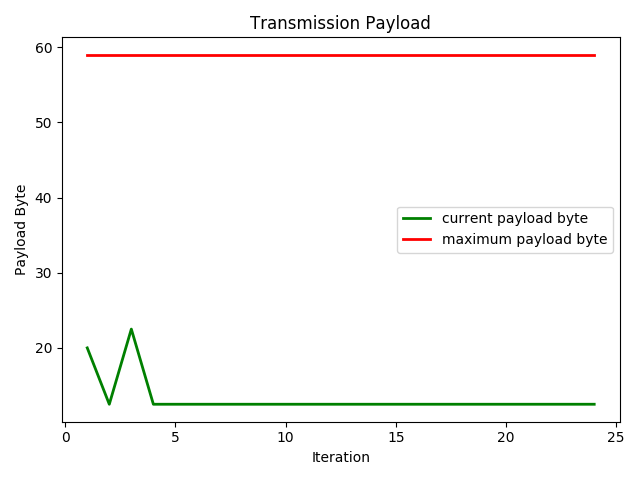 Transmission Payload
60
50
40
30
20
Payload Byte
current payload byte
maximum payload byte
0 5 10 15 20 25
Iteration